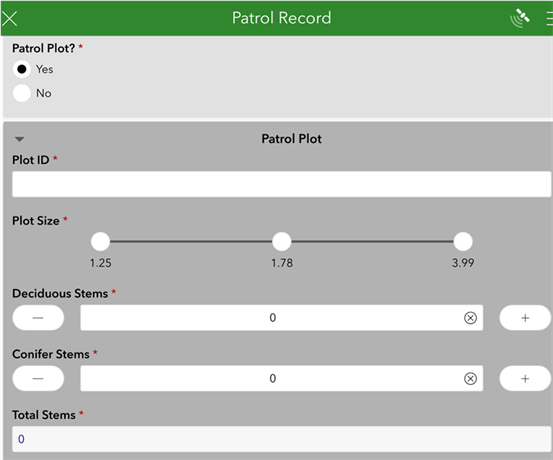 Patrol Record
Patrol Plot? *
Yes
No
Patrol Plot
Plot ID *
Plot Size *
1.25 1.78 3.99
Deciduous Stems *
— 0 +
Conifer Stems *
— 0 +
Total Stems *
0